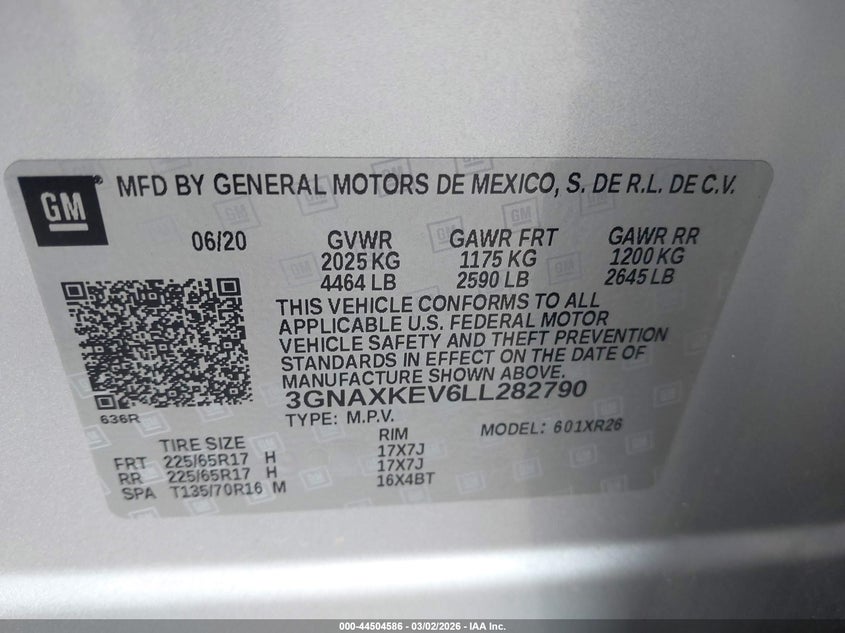 GM
MFD BY GENERAL MOTORS DE MEXICO, S. DE R.L. DE C.V.
06/20 GVWR GAWR FRT GAWR RR
2025 KG 1175 KG 1200 KG
4464 LB 2590 LB 2645 LB
THIS VEHICLE CONFORMS TO ALL
APPLICABLE U.S. FEDERAL MOTOR
VEHICLE SAFETY AND THEFT PREVENTION
STANDARDS IN EFFECT ON THE DATE OF
MANUFACTURE SHOWN ABOVE.
3GNAXKEV6LL282790
636R
TYPE: M.P.V. MODEL: 601XR26
TIRE SIZE RIM
FRT 225/65R17 H 17X7J
RR 225/65R17 H 17X7J
SPA T135/70R16 M 16X4BT
000-44504586 - 03/02/2026 - IAA Inc.